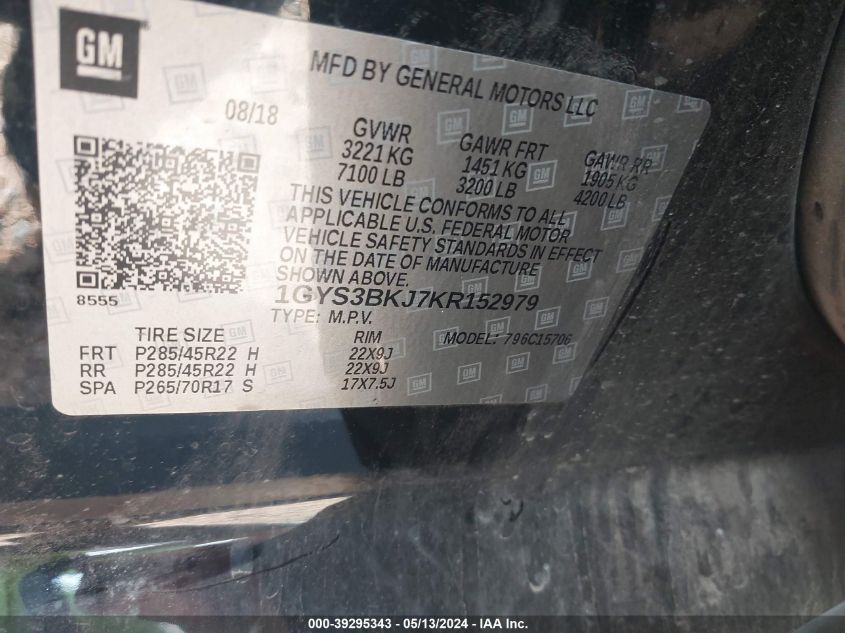 GM
MFD BY GENERAL MOTORS LLC
08/18
GVWR GAWR FRT GAWR RR
3221 KG 1451 KG 1905 KG
7100 LB 3200 LB 4200 LB
THIS VEHICLE CONFORMS TO ALL
APPLICABLE U.S. FEDERAL MOTOR
VEHICLE SAFETY STANDARDS IN EFFECT
ON THE DATE OF MANUFACTURE
SHOWN ABOVE.
8555
1GYS3BKJ7KR152979
TYPE: M.P.V. MODEL: 796C15706
TIRE SIZE RIM
FRT P285/45R22 H 22X9J
RR P285/45R22 H 22X9J
SPA P265/70R17 S 17X7.5J
000-39295343 - 05/13/2024 - IAA Inc.